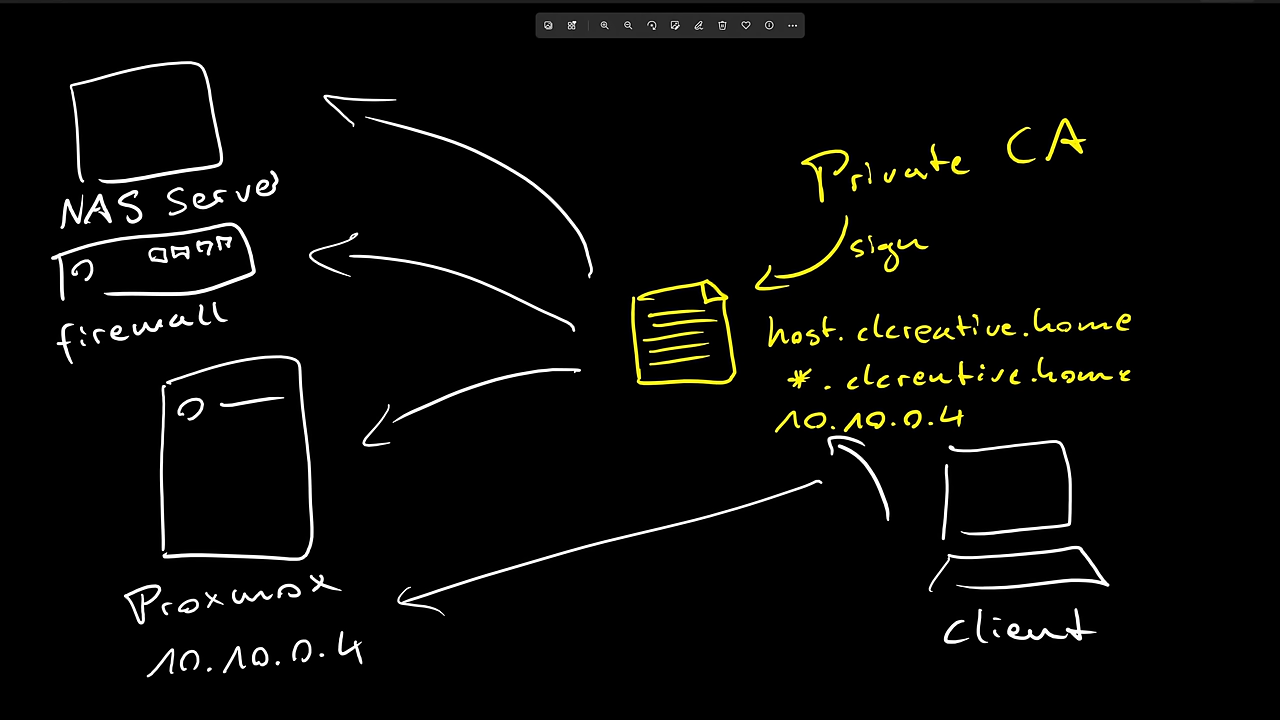 NAS Server
firewall
Proxmox
10.10.0.4
Private CA
sign
host.clcreative.home
*.clcreative.home
10.10.0.4
client